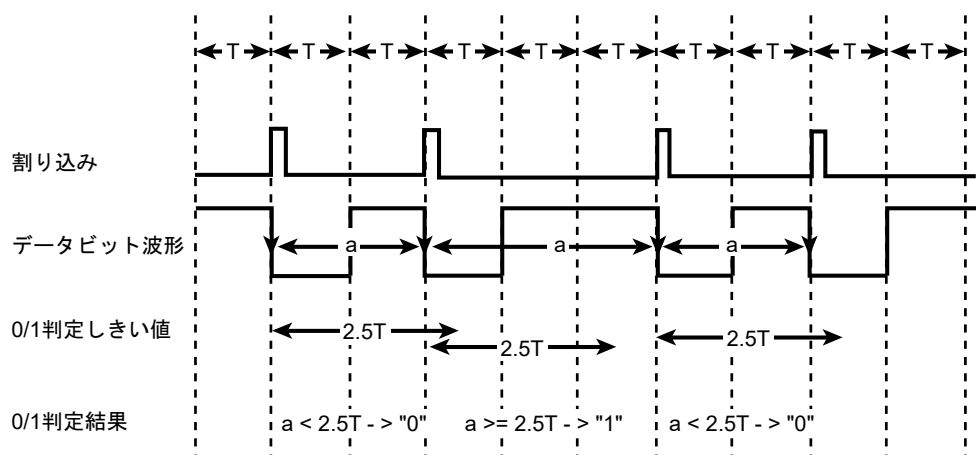 T T T T T T T T T T
割り込み
データビット波形
a a a
0/1判定しきい値
2.5T 2.5T 2.5T
0/1判定結果
a < 2.5T - > "0" a >= 2.5T - > "1" a < 2.5T - > "0"